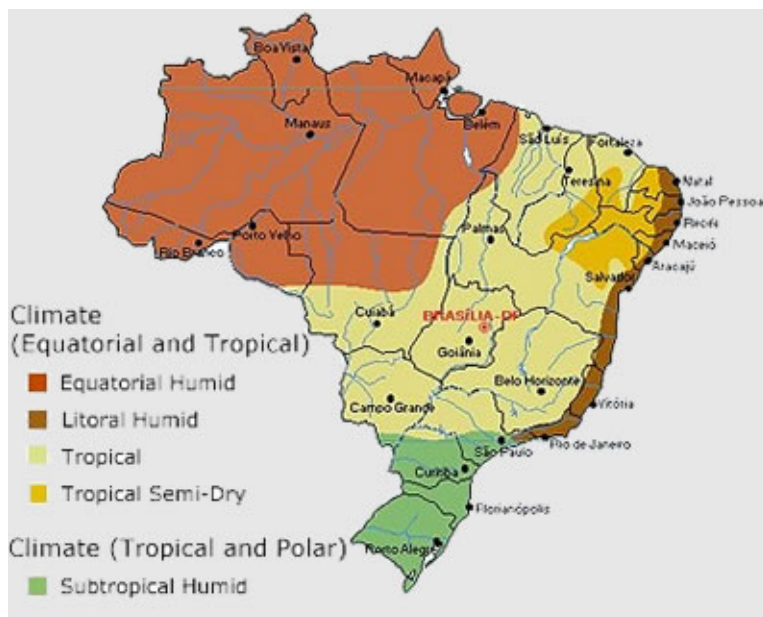 Boa Vista
Macapá
Manaus
Belém
São Luís
Fortaleza
Teresina
Natal
João Pessoa
Recife
Maceió
Aracajú
Salvador
Porto Velho
Rio Branco
Palmas
Cuiabá
BRASÍLIA-DF
Goiânia
Belo Horizonte
Campo Grande
Vitória
Rio de Janeiro
São Paulo
Curitiba
Florianópolis
Porto Alegre
Climate
(Equatorial and Tropical)
Equatorial Humid
Litoral Humid
Tropical
Tropical Semi-Dry
Climate (Tropical and Polar)
Subtropical Humid